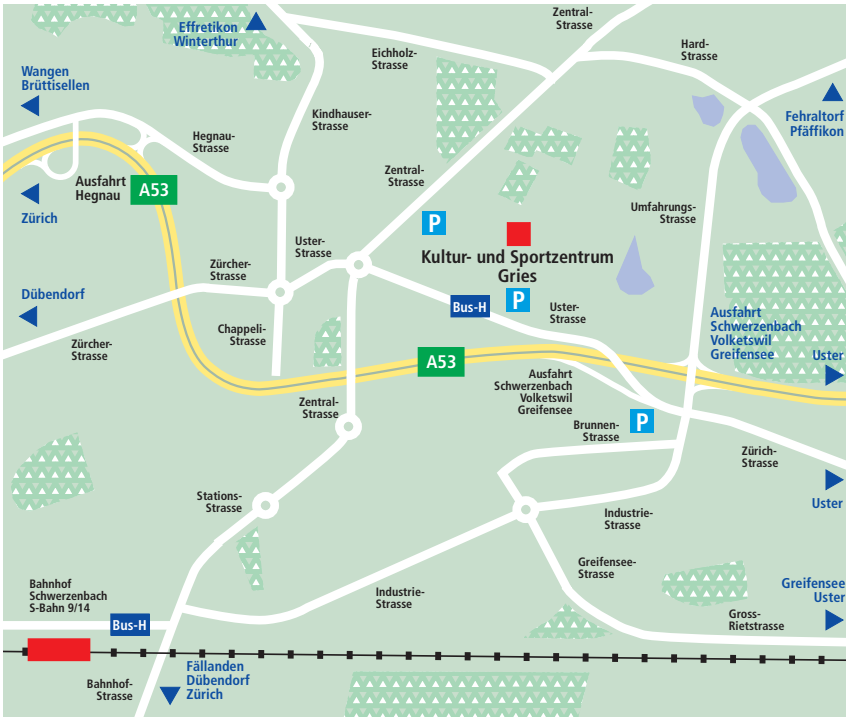 Zentral-
Strasse
Effretikon
Winterthur
Eichholz-
Strasse
Hard-
Strasse
Wangen
Brüttisellen
Kindhauser-
Strasse
Fehraltorf
Pfäffikon
Hegnau-
Strasse
Zentral-
Strasse
Ausfahrt
Hegnau
A53
Zürich
Umfahrungs-
Strasse
P
Uster-
Strasse
Kultur- und Sportzentrum
Gries
Zürcher-
Strasse
Dübendorf
P
Bus-H
Uster-
Strasse
Ausfahrt
Schwerzenbach
Volketswil
Greifensee
Chappeli-
Strasse
Zürcher-
Strasse
A53
Uster
Ausfahrt
Schwerzenbach
Volketswil
Greifensee
Zentral-
Strasse
P
Brunnen-
Strasse
Zürich-
Strasse
Stations-
Strasse
Uster
Industrie-
Strasse
Greifensee-
Strasse
Bahnhof
Schwerzenbach
S-Bahn 9/14
Industrie-
Strasse
Greifensee
Uster
Gross-
Rietstrasse
Bus-H
Fällanden
Dübendorf
Zürich
Bahnhof-
Strasse